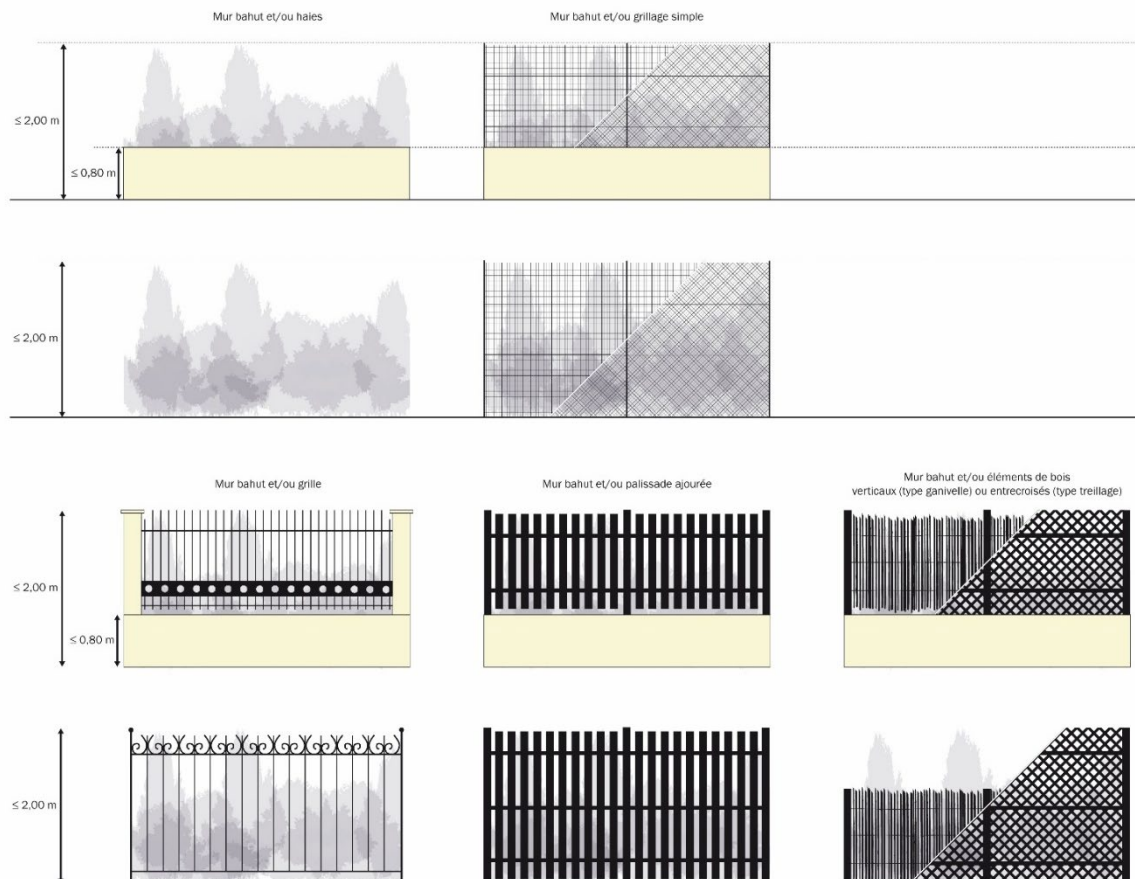 Mur bahut et/ou haies
Mur bahut et/ou grillage simple
≤ 2,00 m
≤ 0,80 m
≤ 2,00 m
Mur bahut et/ou grille
Mur bahut et/ou palissade ajourée
Mur bahut et/ou éléments de bois
verticaux (type ganivelle) ou entrecroisés (type treillage)
≤ 2,00 m
≤ 0,80 m
≤ 2,00 m